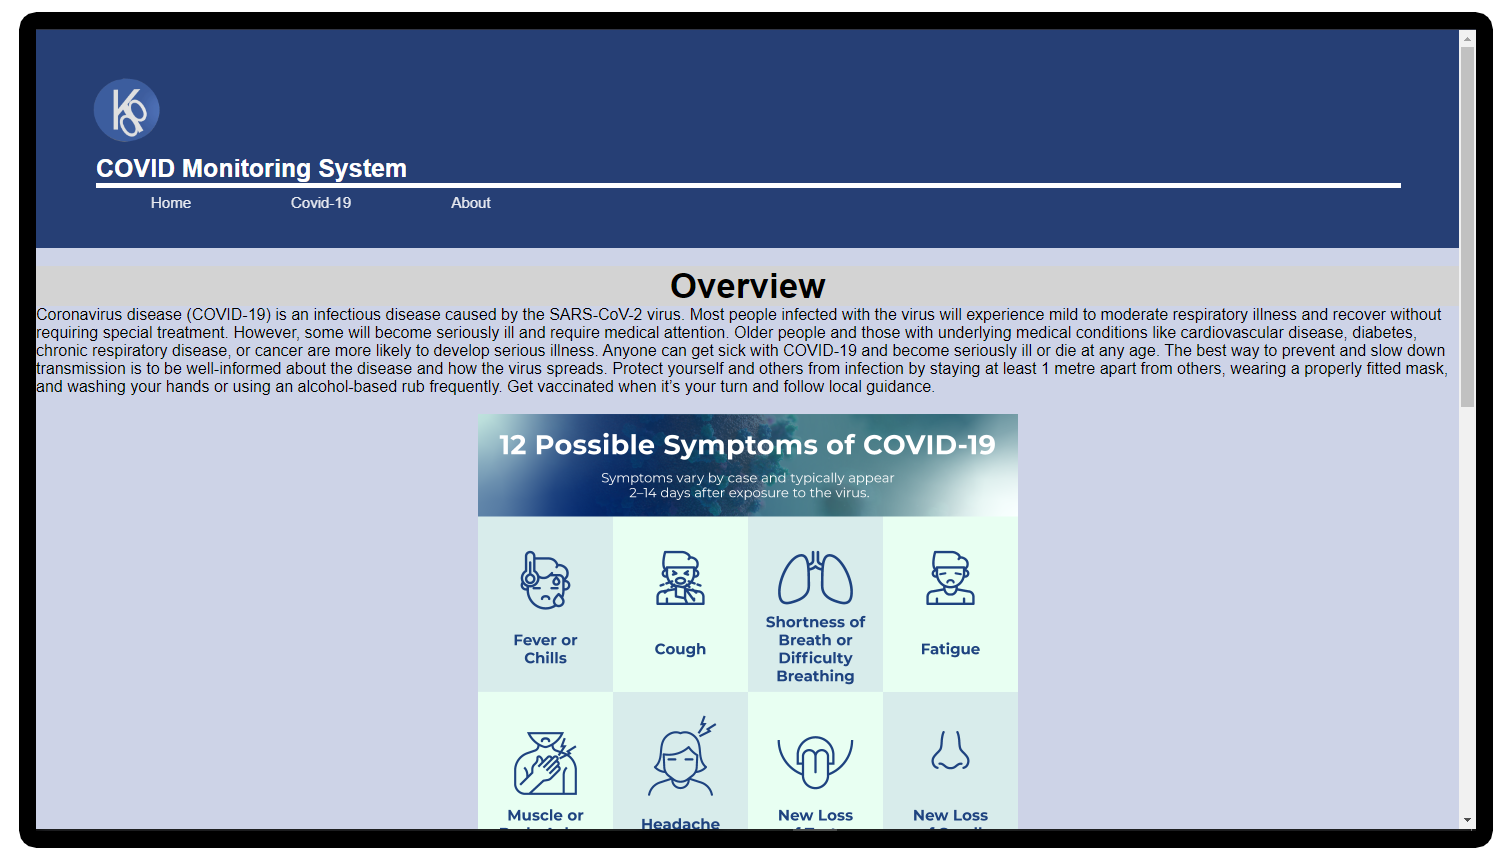 COVID Monitoring System
Home Covid-19 About
Overview
Coronavirus disease (COVID-19) is an infectious disease caused by the SARS-CoV-2 virus. Most people infected with the virus will experience mild to moderate respiratory illness and recover without
requiring special treatment. However, some will become seriously ill and require medical attention. Older people and those with underlying medical conditions like cardiovascular disease, diabetes,
chronic respiratory disease, or cancer are more likely to develop serious illness. Anyone can get sick with COVID-19 and become seriously ill or die at any age. The best way to prevent and slow down
transmission is to be well-informed about the disease and how the virus spreads. Protect yourself and others from infection by staying at least 1 metre apart from others, wearing a properly fitted mask,
and washing your hands or using an alcohol-based rub frequently. Get vaccinated when it’s your turn and follow local guidance.
12 Possible Symptoms of COVID-19
Symptoms vary by case and typically appear
2–14 days after exposure to the virus.
Fever or
Chills
Cough
Shortness of
Breath or
Difficulty
Breathing
Fatigue
Muscle or
Headache
New Loss
New Loss